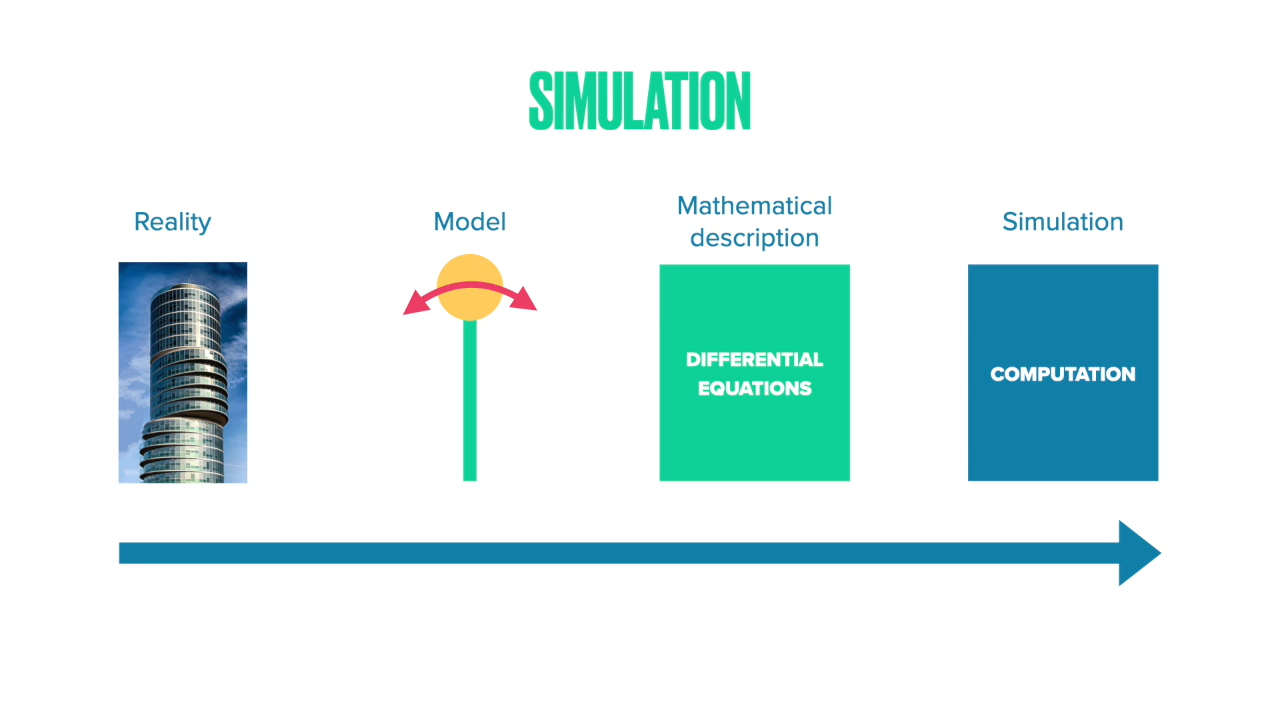 SIMULATION
Reality
Model
Mathematical
description
Simulation
DIFFERENTIAL
EQUATIONS
COMPUTATION